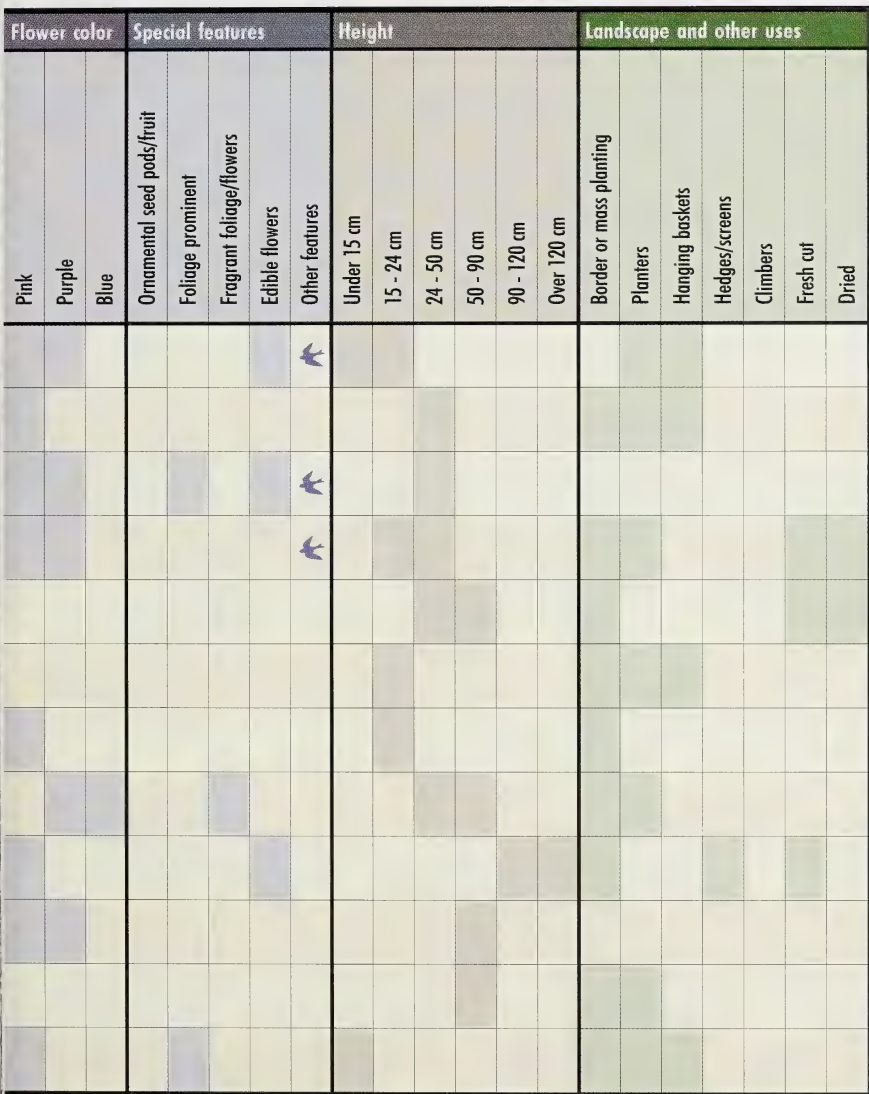 Flower color
Special features
Height
Landscape and other uses
Pink
Purple
Blue
Ornamental seed pods/fruit
Foliage prominent
Fragrant foliage/flowers
Edible flowers
Other features
Under 15 cm
15 - 24 cm
24 - 50 cm
50 - 90 cm
90 - 120 cm
Over 120 cm
Border or mass planting
Planters
Hanging baskets
Hedges/screens
Climbers
Fresh cut
Dried